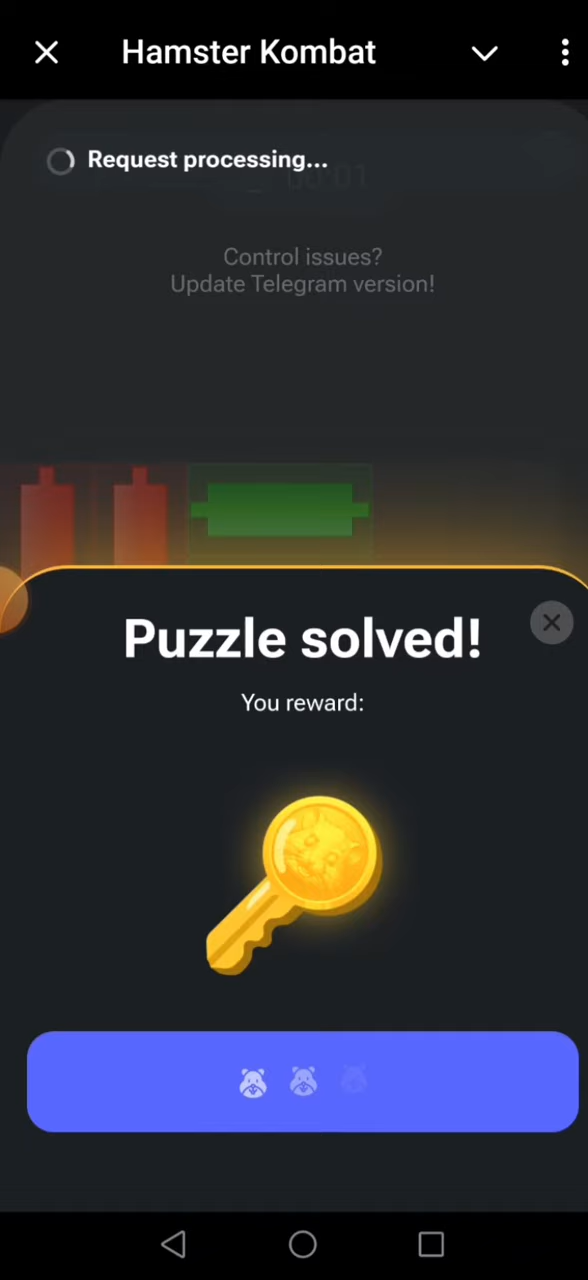 Hamster Kombat
Request processing...
Control issues?
Update Telegram version!
Puzzle solved!
You reward: